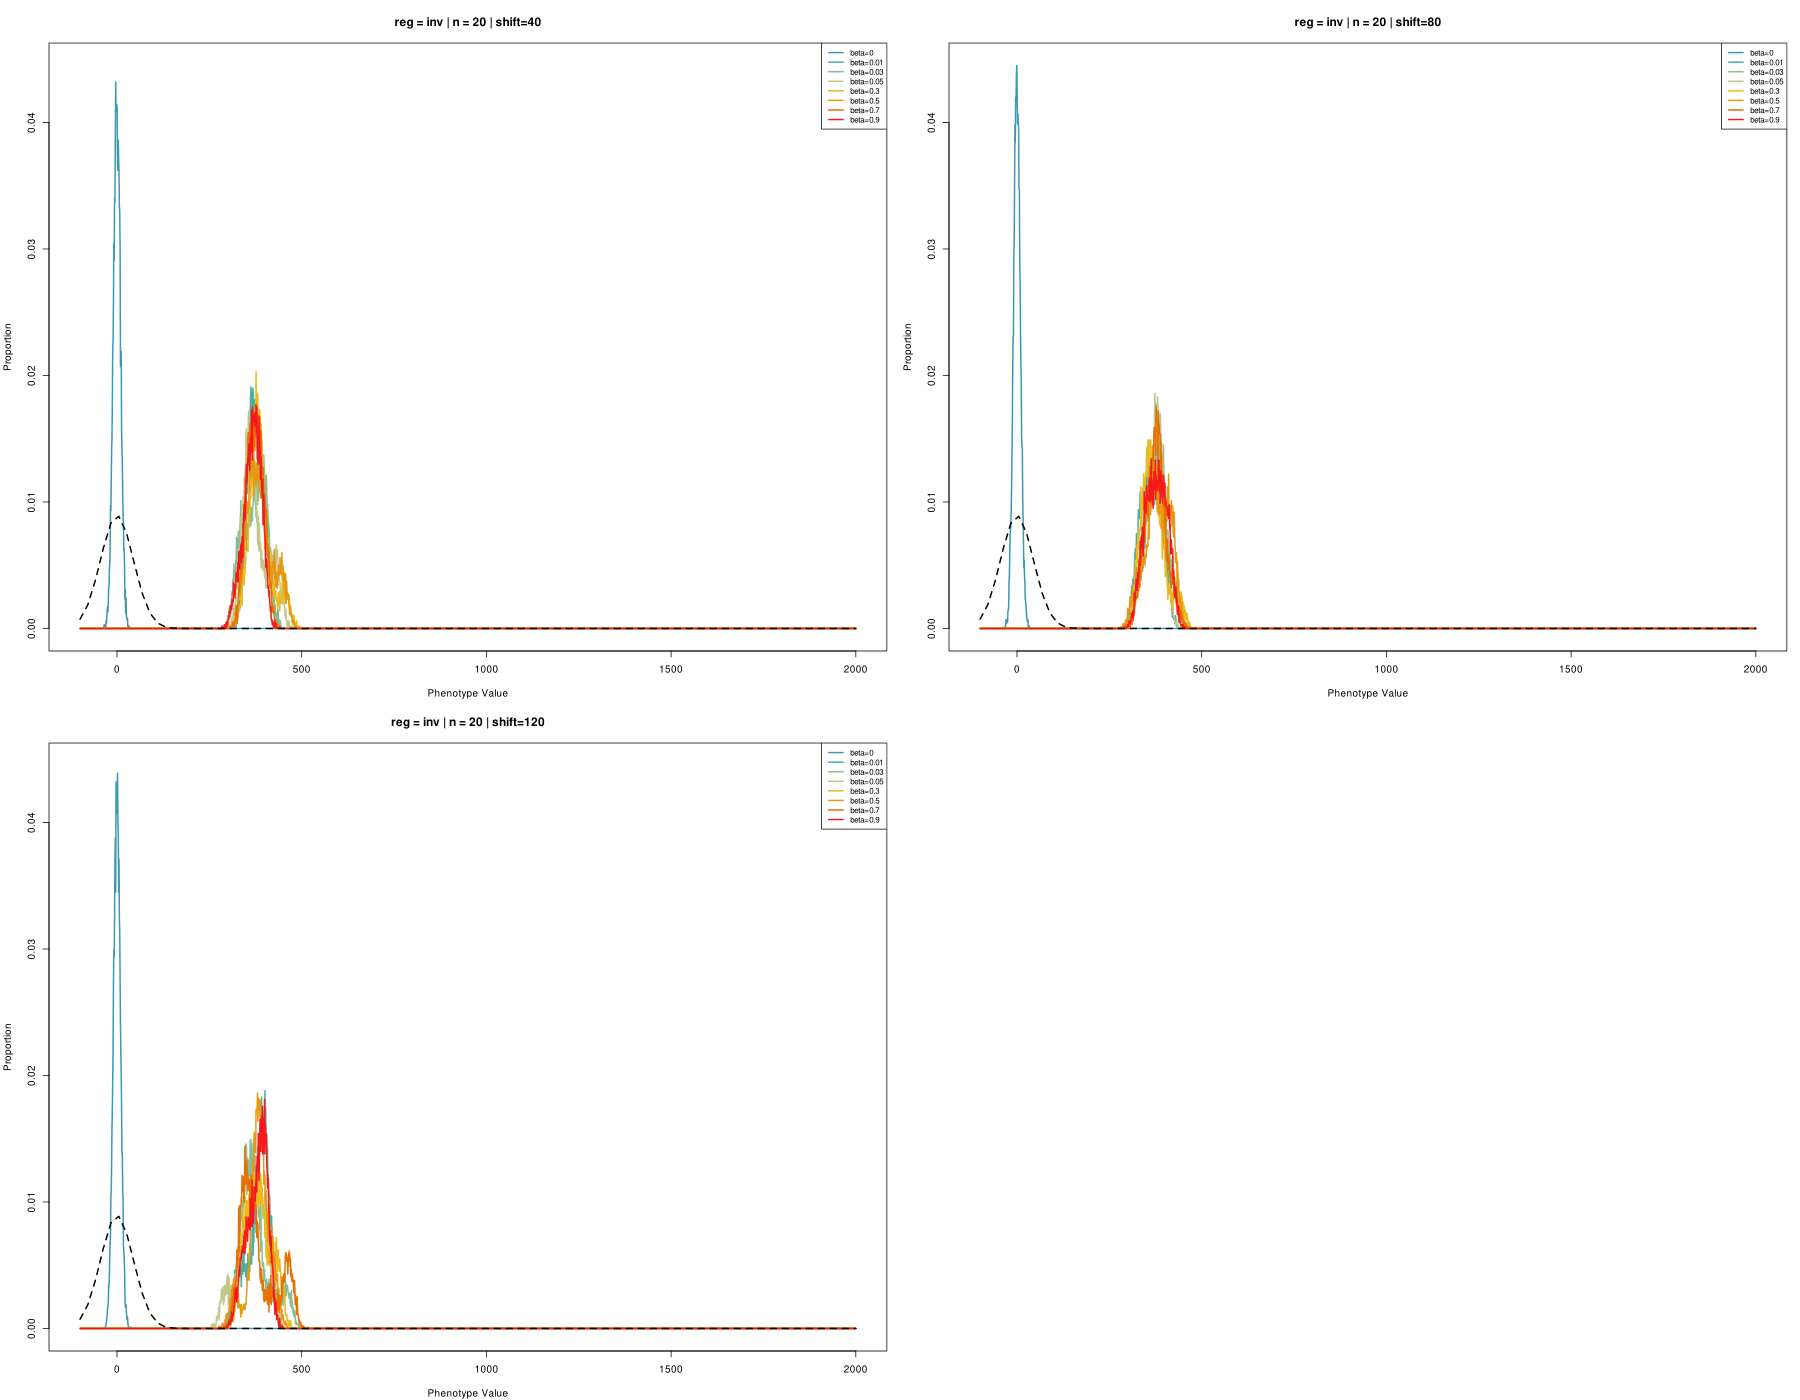 reg = inv | n = 20 | shift=40
Proportion
0.00
0.01
0.02
0.03
0.04
beta=0
beta=0.01
beta=0.03
beta=0.05
beta=0.3
beta=0.5
beta=0.7
beta=0.9
0
500
1000
1500
2000
Phenotype Value
reg = inv | n = 20 | shift=80
Proportion
0.00
0.01
0.02
0.03
0.04
beta=0
beta=0.01
beta=0.03
beta=0.05
beta=0.3
beta=0.5
beta=0.7
beta=0.9
0
500
1000
1500
2000
Phenotype Value
reg = inv | n = 20 | shift=120
Proportion
0.00
0.01
0.02
0.03
0.04
beta=0
beta=0.01
beta=0.03
beta=0.05
beta=0.3
beta=0.5
beta=0.7
beta=0.9
0
500
1000
1500
2000
Phenotype Value